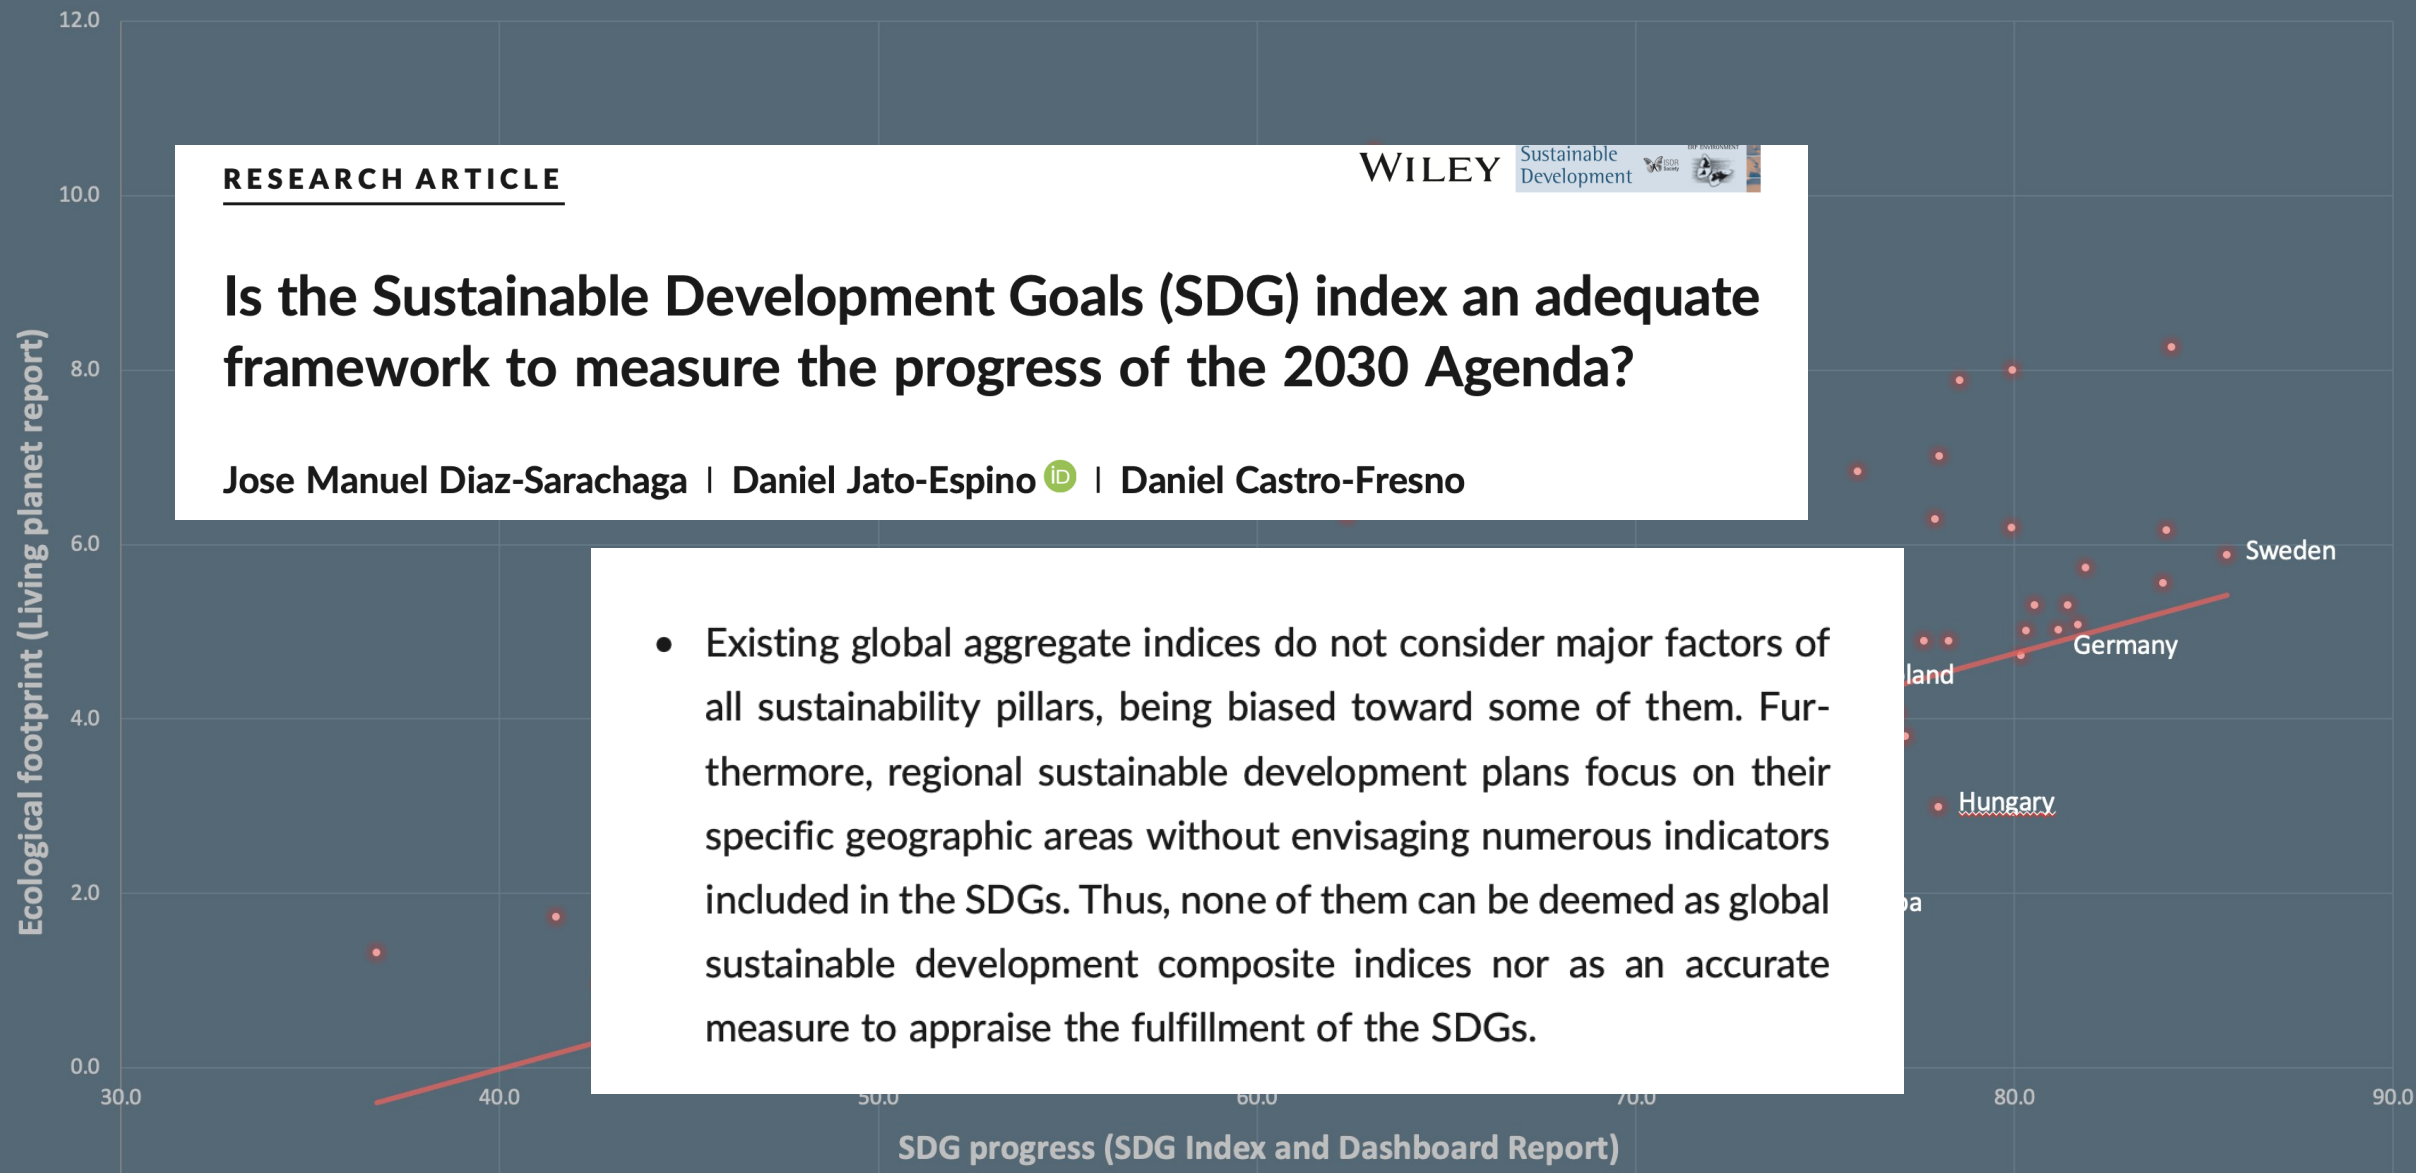 12.0
10.0
8.0
6.0
4.0
2.0
0.0
Ecological footprint (Living planet report)
RESEARCH ARTICLE
WILEY
Sustainable
Development
ISDR
Society
ERP ENVIRONMENT
Is the Sustainable Development Goals (SDG) index an adequate
framework to measure the progress of the 2030 Agenda?
Jose Manuel Diaz-Sarachaga | Daniel Jato-Espino iD | Daniel Castro-Fresno
• Existing global aggregate indices do not consider major factors of
all sustainability pillars, being biased toward some of them. Fur-
thermore, regional sustainable development plans focus on their
specific geographic areas without envisaging numerous indicators
included in the SDGs. Thus, none of them can be deemed as global
sustainable development composite indices nor as an accurate
measure to appraise the fulfillment of the SDGs.
Sweden
Germany
land
Hungary
ba
30.0 40.0 50.0 60.0 70.0 80.0 90.0
SDG progress (SDG Index and Dashboard Report)